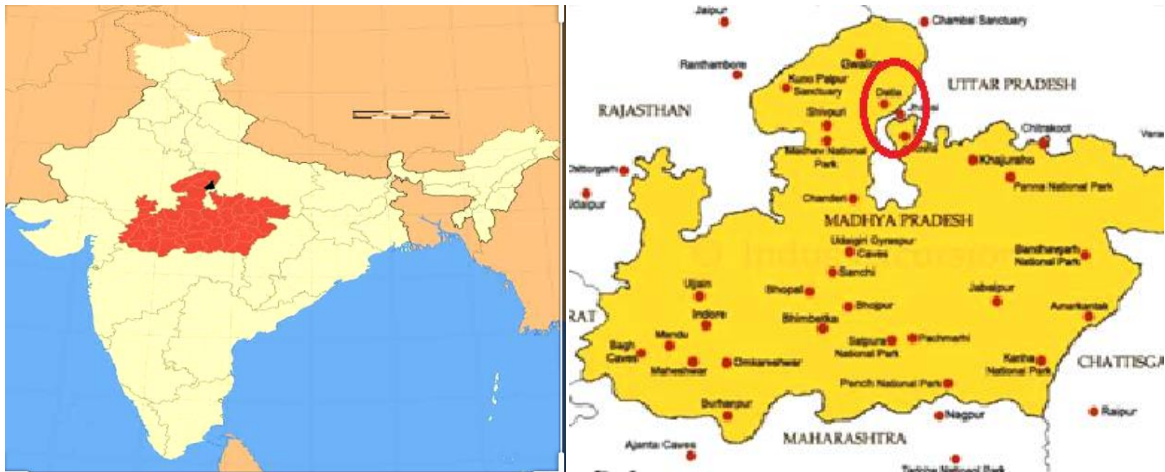 Jaipur
Chambal Sanctuary
Ranthambore
Gwalior
Kuno Palpur
Sanctuary
UTTAR PRADESH
RAJASTHAN
Datia
Shivpuri
Madhav National
Park
Chitrakoot
Khajuraho
Panna National Park
Udaipur
Chanderi
MADHYA PRADESH
Udaigiri Gyraspur
Caves
Bandhavgarh
National Park
Sanchi
Ujjain
Bhopal
Bhojpur
Jabalpur
Amarkantak
Indore
Bhimbetka
Mandu
Satpura
National Park
Pachmarhi
Bagh
Caves
Maheshwar
Omkareshwar
Kanha
National Park
CHATTISGA
Pench National Park
Burhanpur
Nagpur
Raipur
MAHARASHTRA
Ajanta Caves